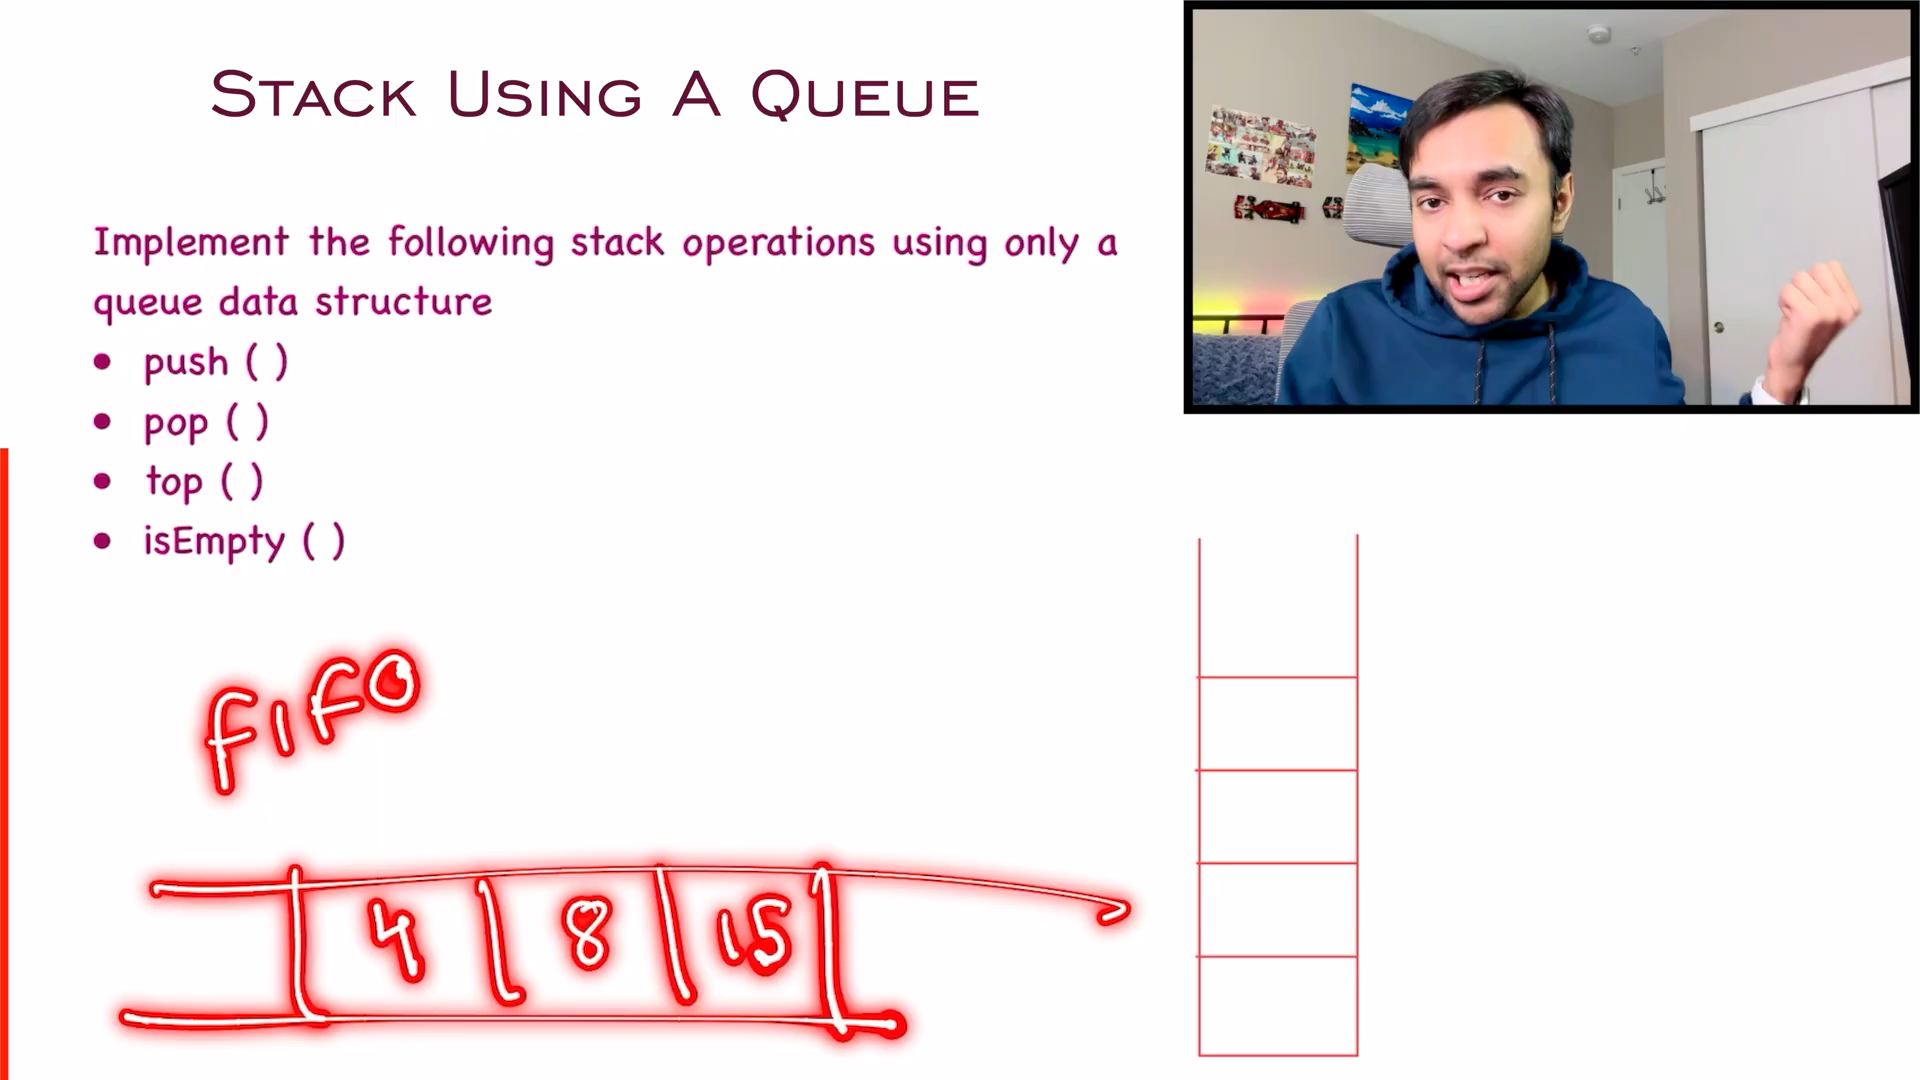 STACK USING A QUEUE
Implement the following stack operations using only a
queue data structure
• push ( )
• pop ( )
• top ( )
• isEmpty ( )
fifo
4 8 15